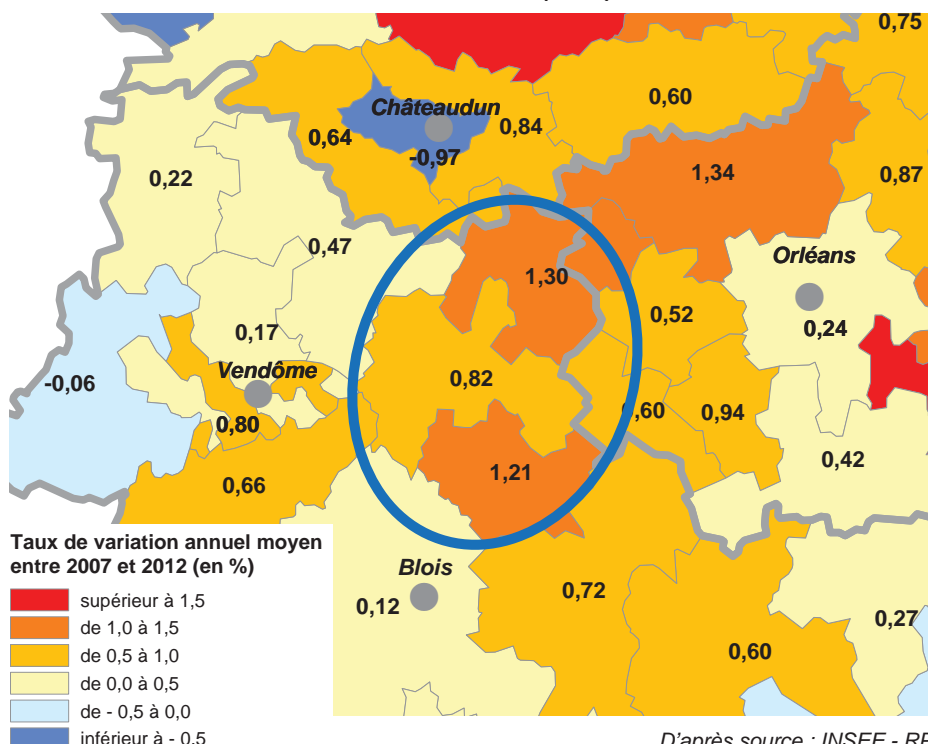 0,75
Châteaudun
0,60
0,64
0,84
-0,97
0,22
1,34
0,87
0,47
Orléans
1,30
0,52
0,24
0,17
Vendôme
-0,06
0,82
0,60
0,94
0,80
0,42
1,21
0,66
Taux de variation annuel moyen
entre 2007 et 2012 (en %)
supérieur à 1,5
de 1,0 à 1,5
de 0,5 à 1,0
de 0,0 à 0,5
de - 0,5 à 0,0
inférieur à - 0,5
Blois
0,12
0,72
0,27
0,60
D'après source : INSEE - RP